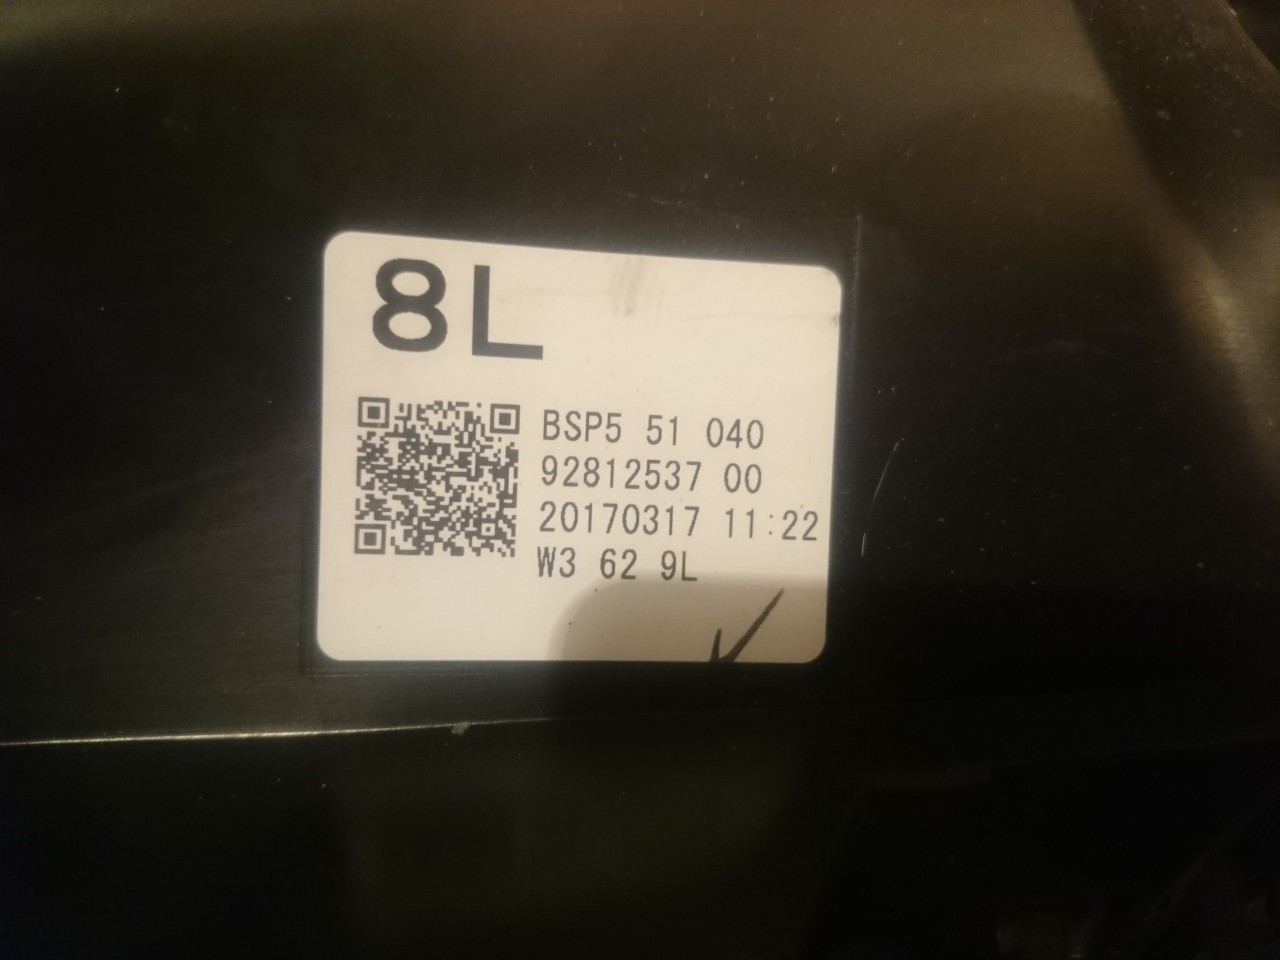 8L
BSP5 51 040
92812537 00
20170317 11:22
W3 62 9L